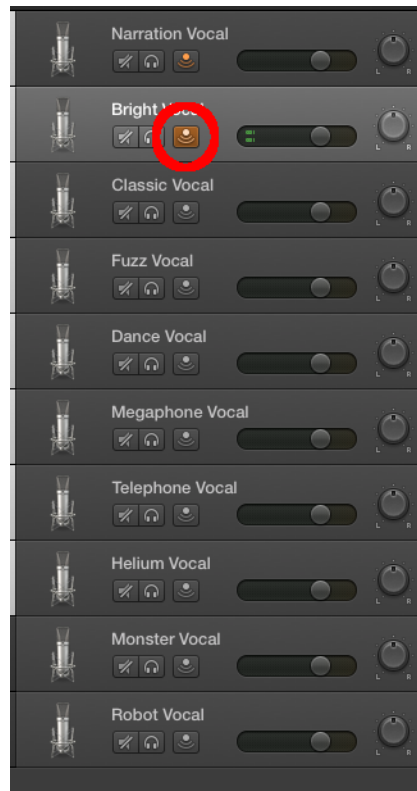 Narration Vocal
Bright Vocal
L R
Classic Vocal
L R
Fuzz Vocal
L R
Dance Vocal
L R
Megaphone Vocal
L R
Telephone Vocal
L R
Helium Vocal
L R
Monster Vocal
L R
Robot Vocal
L R